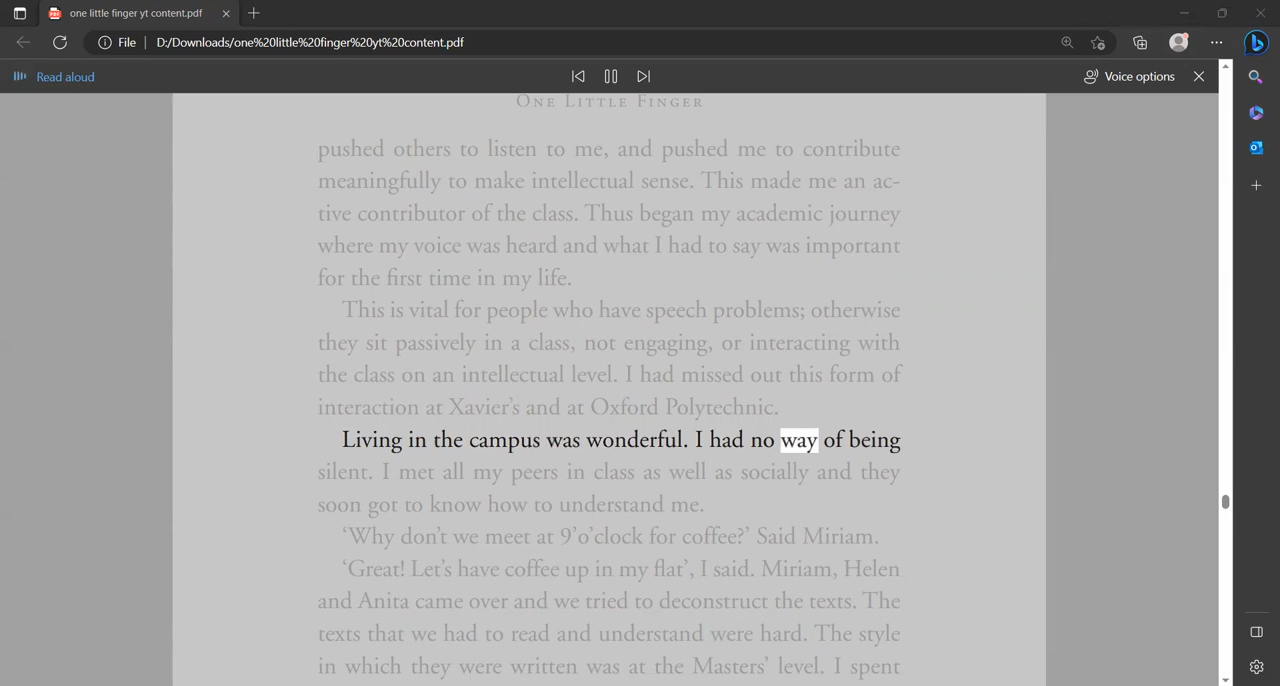 one little finger yt content.pdf
File
D:/Downloads/one%20little%20finger%20yt%20content.pdf
Read aloud
Voice options
One Little Finger
pushed others to listen to me, and pushed me to contribute
meaningfully to make intellectual sense. This made me an ac-
tive contributor of the class. Thus began my academic journey
where my voice was heard and what I had to say was important
for the first time in my life.
This is vital for people who have speech problems; otherwise
they sit passively in a class, not engaging, or interacting with
the class on an intellectual level. I had missed out this form of
interaction at Xavier’s and at Oxford Polytechnic.
Living in the campus was wonderful. I had no way of being
silent. I met all my peers in class as well as socially and they
soon got to know how to understand me.
‘Why don’t we meet at 9’o’clock for coffee?’ Said Miriam.
‘Great! Let’s have coffee up in my flat’, I said. Miriam, Helen
and Anita came over and we tried to deconstruct the texts. The
texts that we had to read and understand were hard. The style
in which they were written was at the Masters’ level. I spent